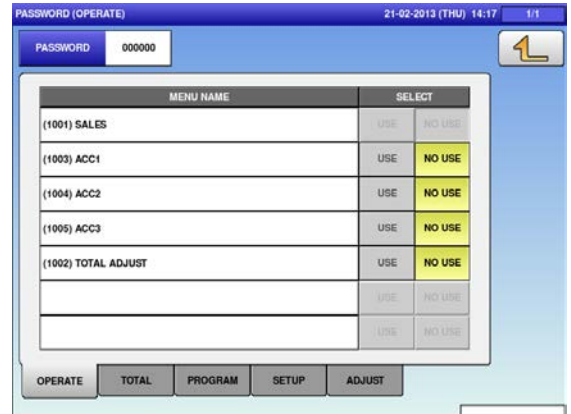 PASSWORD (OPERATE) 21-02-2013 (THU) 14:17 1/1
PASSWORD 000000
MENU NAME SELECT
(1001) SALES USE NO USE
(1003) ACC1 USE NO USE
(1004) ACC2 USE NO USE
(1005) ACC3 USE NO USE
(1002) TOTAL ADJUST USE NO USE
USE NO USE
USE NO USE
OPERATE TOTAL PROGRAM SETUP ADJUST